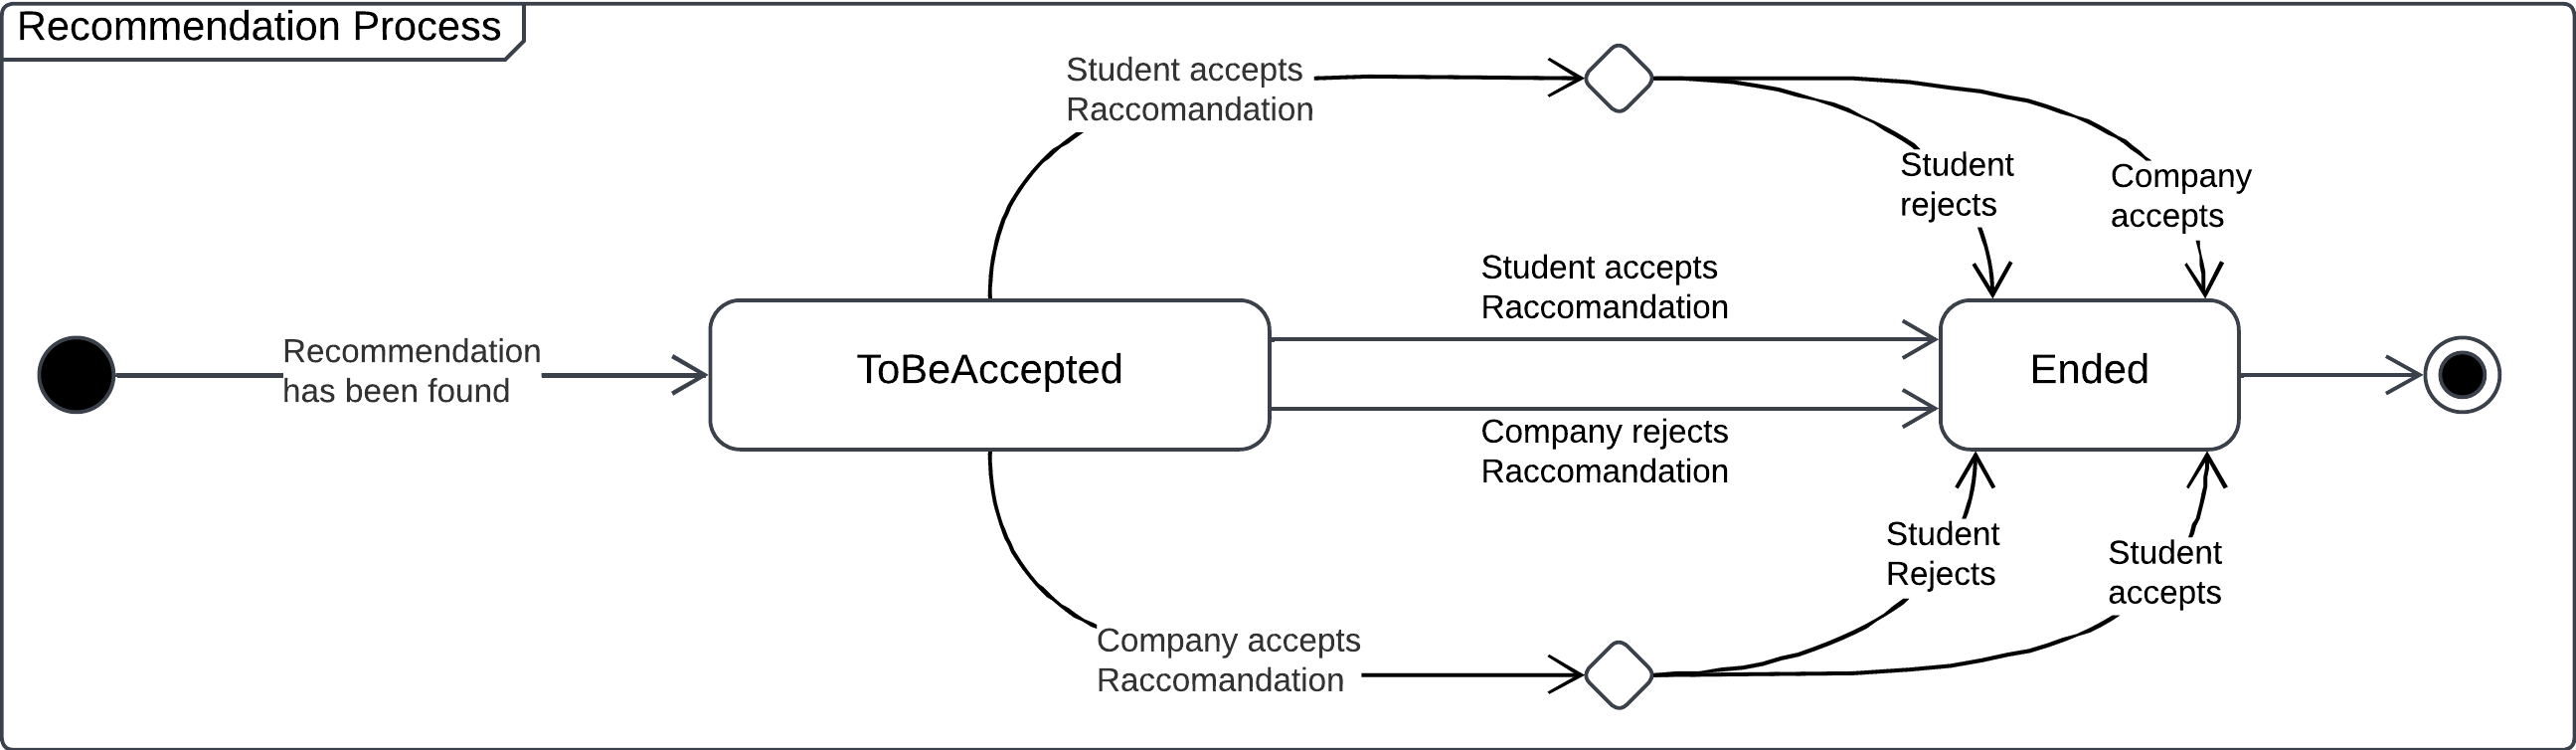 Recommendation Process
Student accepts
Raccomandation
Student
rejects
Company
accepts
Student accepts
Raccomandation
Recommendation
has been found
ToBeAccepted
Ended
Company rejects
Raccomandation
Student
Rejects
Student
accepts
Company accepts
Raccomandation